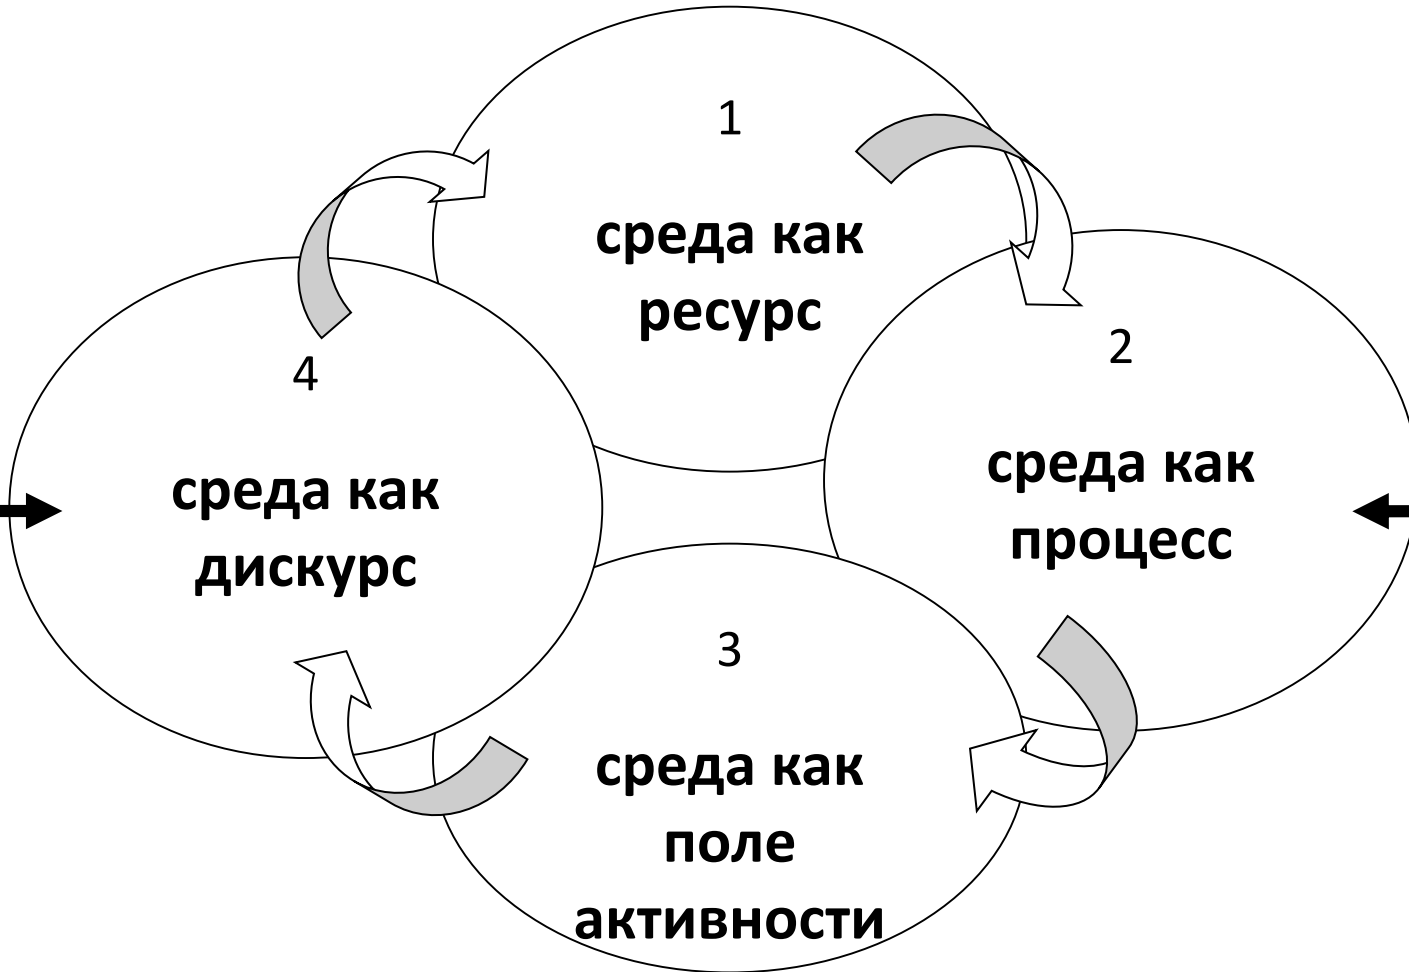 1
среда как
ресурс
2
среда как
процесс
3
среда как
поле
активности
4
среда как
дискурс